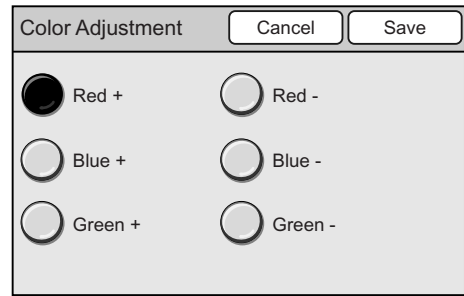 Color Adjustment Cancel Save
Red + Red -
Blue + Blue -
Green + Green -